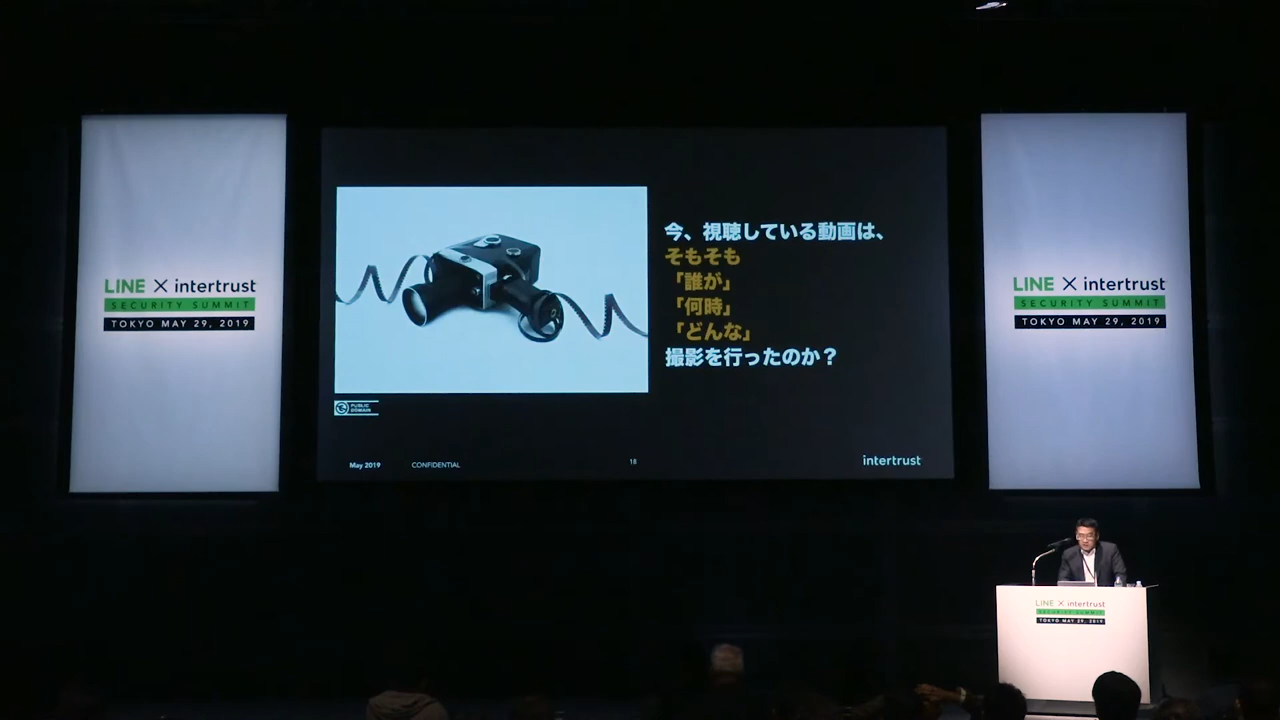 LINE × intertrust
SECURITY SUMMIT
TOKYO MAY 29, 2019
今、視聴している動画は、
そもそも
「誰が」
「何時」
「どんな」
撮影を行ったのか？
PUBLIC
DOMAIN
May 2019
CONFIDENTIAL
18
intertrust
LINE × intertrust
SECURITY SUMMIT
TOKYO MAY 29, 2019
LINE × intertrust
SECURITY SUMMIT
TOKYO MAY 29, 2019